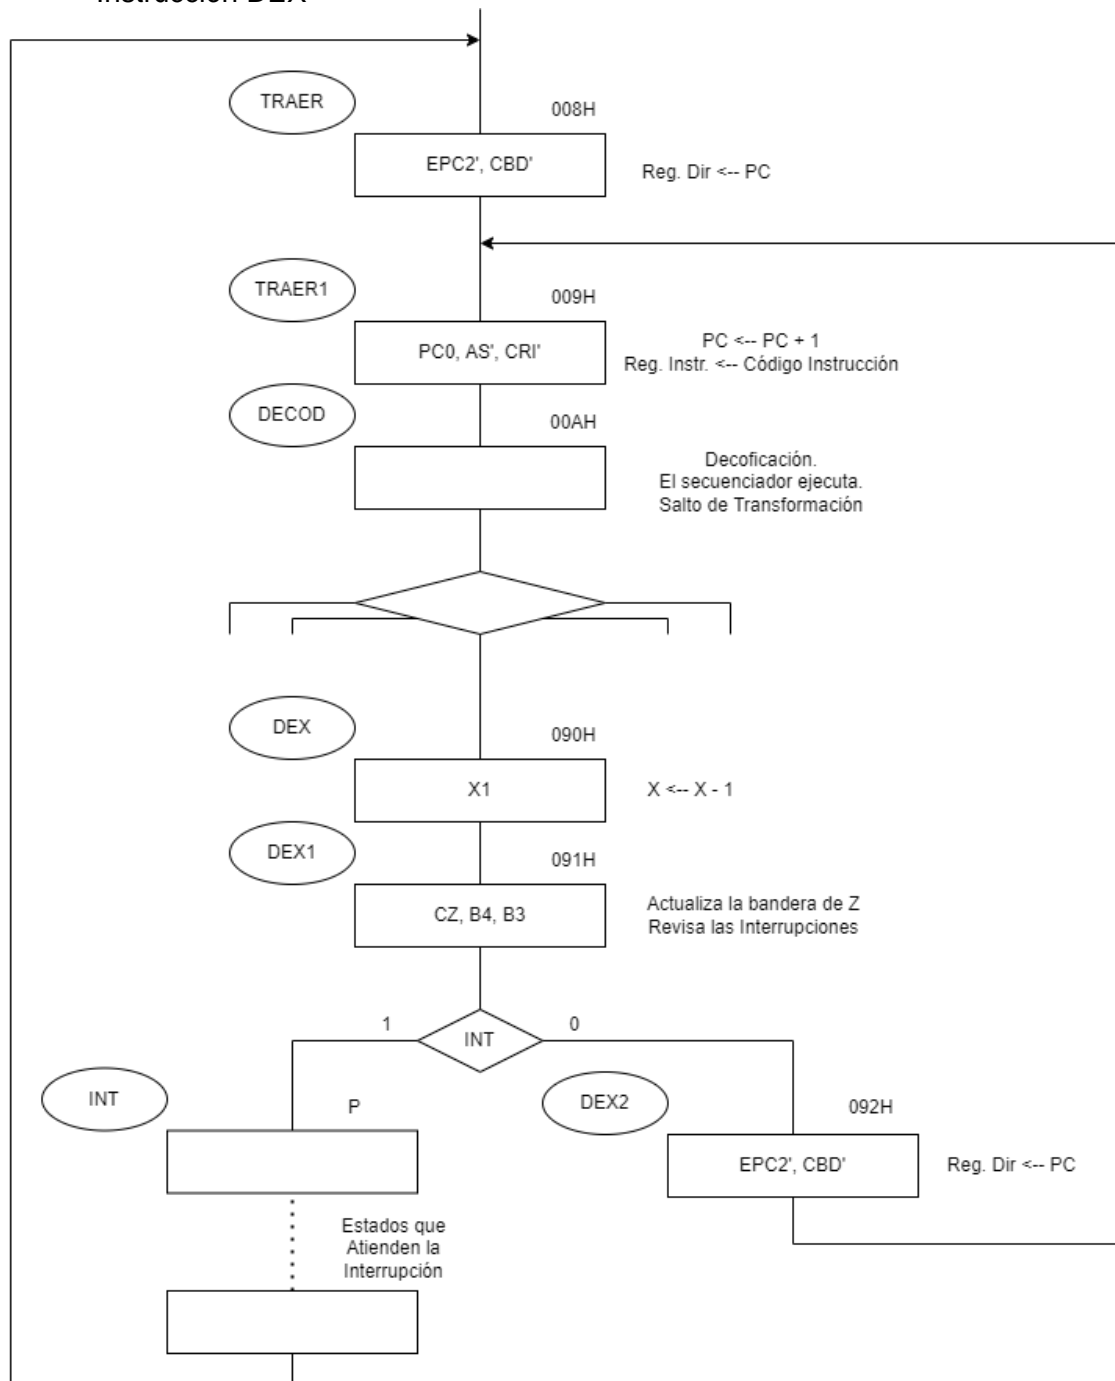 Instrucción DEX
TRAER
008H
EPC2', CBD'
Reg. Dir <-- PC
TRAER1
009H
PC0, AS', CRI'
PC <-- PC + 1
Reg. Instr. <-- Código Instrucción
DECOD
00AH
Decoficación.
El secuenciador ejecuta.
Salto de Transformación
DEX
090H
X1
X <-- X - 1
DEX1
091H
CZ, B4, B3
Actualiza la bandera de Z
Revisa las Interrupciones
1
INT
0
INT
P
DEX2
092H
EPC2', CBD'
Reg. Dir <-- PC
Estados que
Atienden la
Interrupción